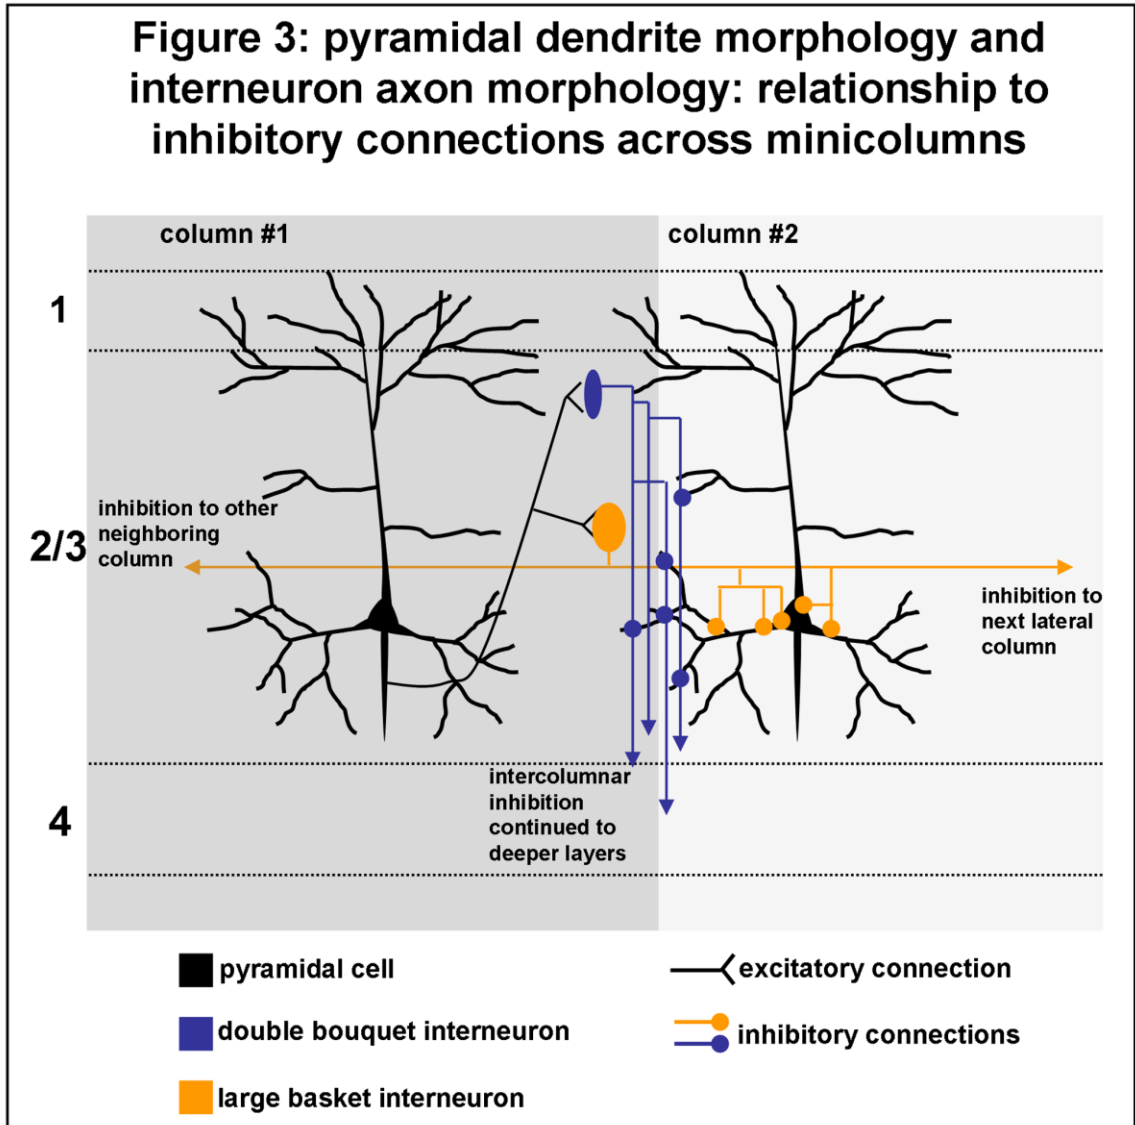 Figure 3: pyramidal dendrite morphology and
interneuron axon morphology: relationship to
inhibitory connections across minicolumns
column #1
column #2
1
inhibition to other
neighboring
column
2/3
inhibition to
next lateral
column
intercolumnar
inhibition
continued to
deeper layers
4
pyramidal cell
excitatory connection
double bouquet interneuron
inhibitory connections
large basket interneuron